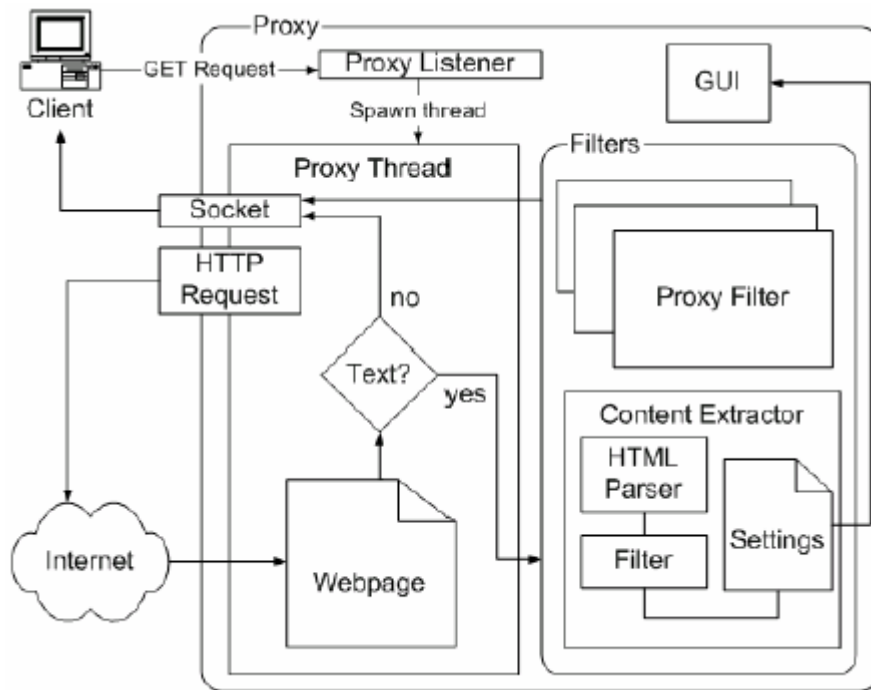 Proxy
GET Request
Proxy Listener
GUI
Client
Spawn thread
Filters
Proxy Thread
Socket
HTTP
Request
Proxy Filter
no
Text?
yes
Content Extractor
HTML
Parser
Settings
Internet
Filter
Webpage